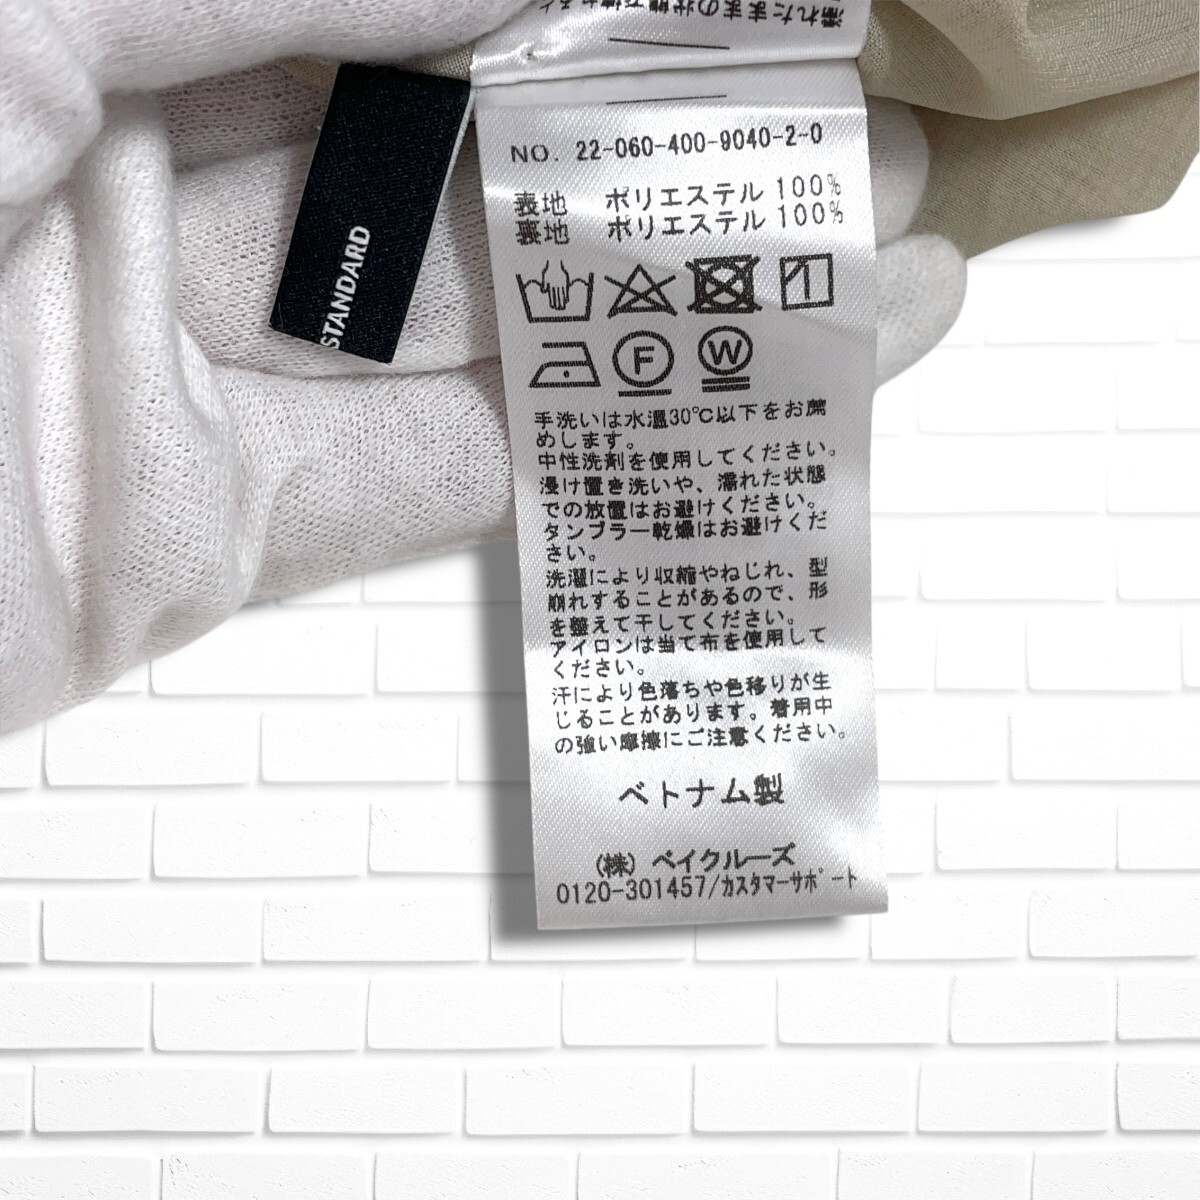 濡れたままの状態で
NO. 22-060-400-9040-2-0
表地 ポリエステル 100%
裏地 ポリエステル 100%
STANDARD
F
W
手洗いは水温30℃以下をお薦
めします。
中性洗剤を使用してください。
浸け置き洗いや、濡れた状態
での放置はお避けください。
タンブラー乾燥はお避けくだ
さい。
洗濯により収縮やねじれ、型
崩れすることがあるので、形
を整えて干してください。
アイロンは当て布を使用して
ください。
汗により色落ちや色移りが生
じることがあります。着用中
の強い摩擦にご注意ください。
ベトナム製
(株) ベイクルーズ
0120-301457/カスタマーサポート